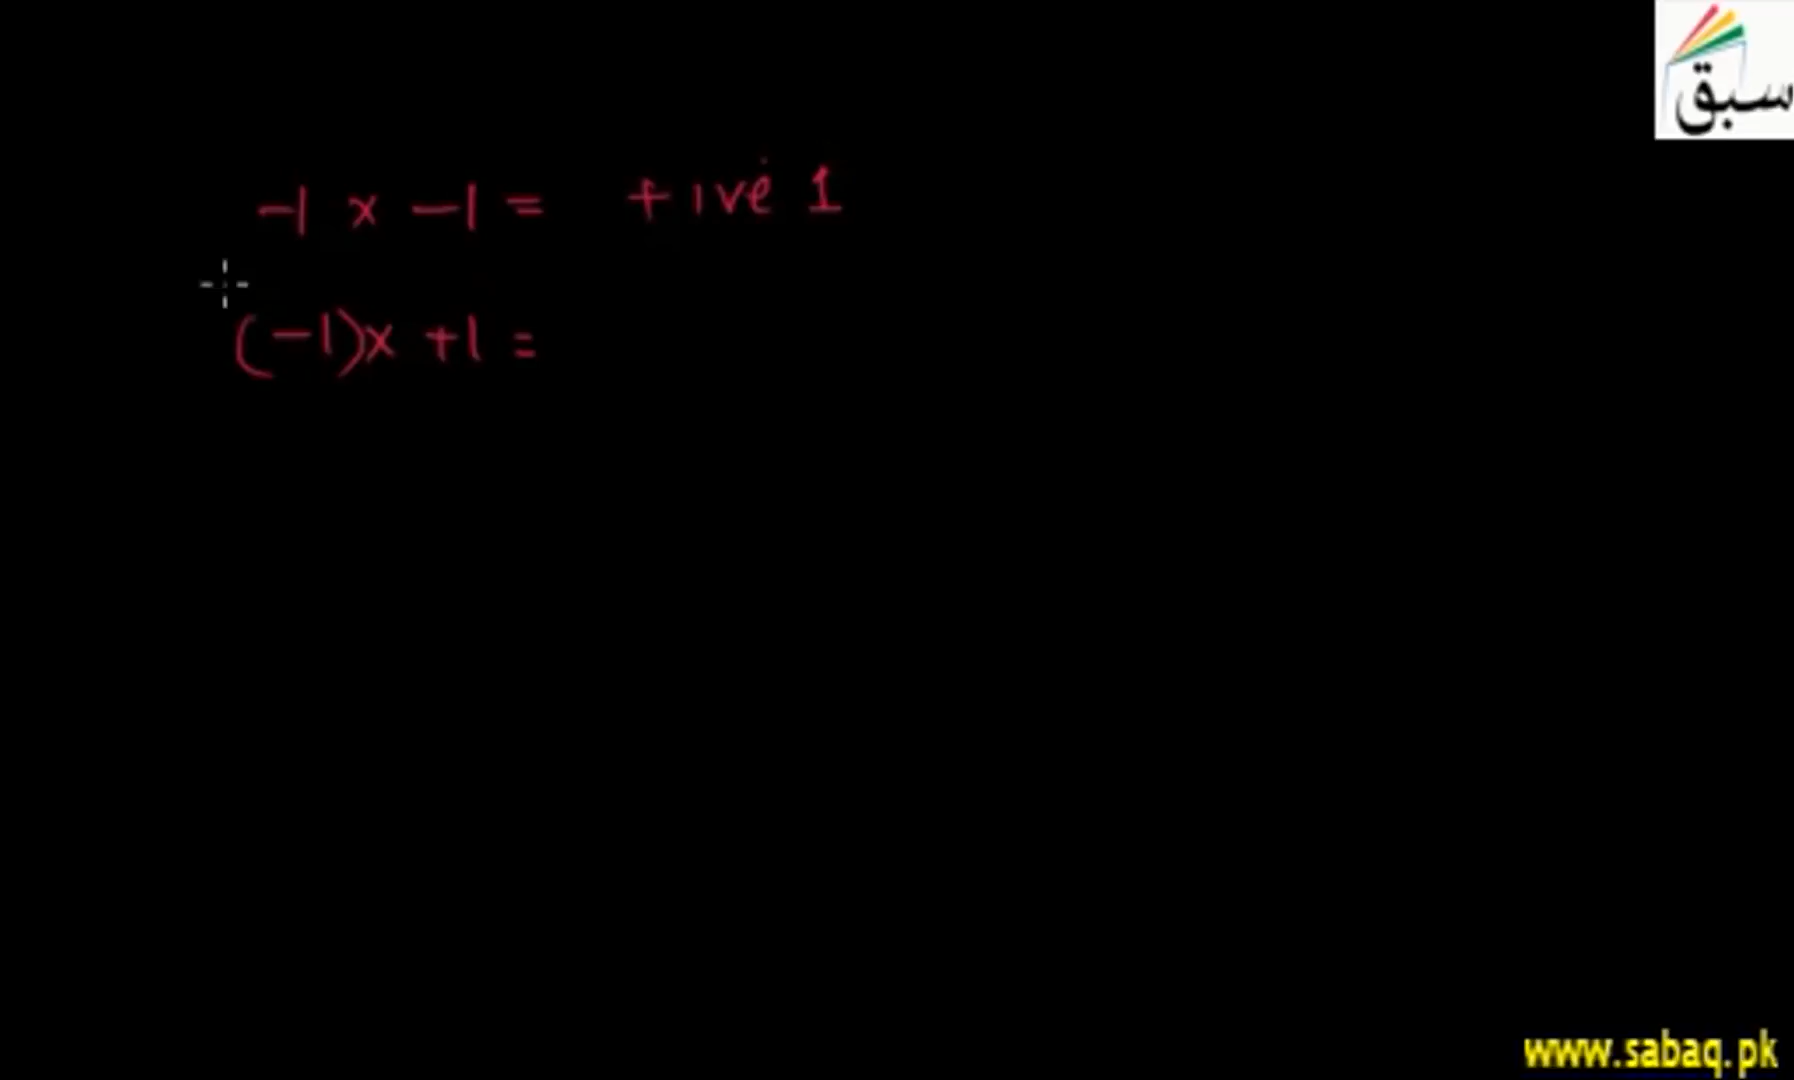 سبق
-1 x -1 = +ive 1
(-1)x +1 =
www.sabaq.pk